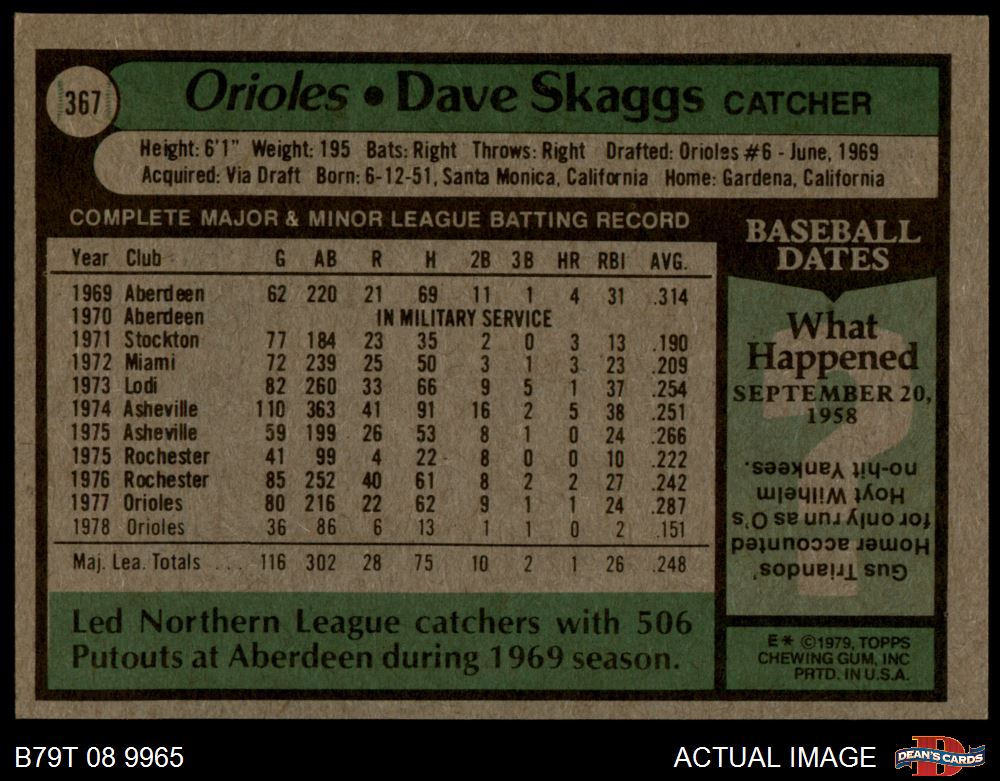 367
Orioles • Dave Skaggs CATCHER
Height: 6'1" Weight: 195 Bats: Right Throws: Right Drafted: Orioles #6 - June, 1969
Acquired: Via Draft Born: 6-12-51, Santa Monica, California Home: Gardena, California
COMPLETE MAJOR & MINOR LEAGUE BATTING RECORD
Year Club G AB R H 2B 3B HR RBI AVG.
1969 Aberdeen 62 220 21 69 11 1 4 31 .314
1970 Aberdeen IN MILITARY SERVICE
1971 Stockton 77 184 23 35 2 0 3 13 .190
1972 Miami 72 239 25 50 3 1 3 23 .209
1973 Lodi 82 260 33 66 9 5 1 37 .254
1974 Asheville 110 363 41 91 16 2 5 38 .251
1975 Asheville 59 199 26 53 8 1 0 24 .266
1975 Rochester 41 99 4 22 8 0 0 10 .222
1976 Rochester 85 252 40 61 8 2 2 27 .242
1977 Orioles 80 216 22 62 9 1 1 24 .287
1978 Orioles 36 86 6 13 1 1 0 2 .151
Maj. Lea. Totals . . . 116 302 28 75 10 2 1 26 .248
Led Northern League catchers with 506
Putouts at Aberdeen during 1969 season.
BASEBALL
DATES
What
Happened
SEPTEMBER 20,
1958
?
Gus Triandos'
Homer accounted
for only run as O's
Hoyt Wilhelm
no-hit Yankees.
E* ©1979, TOPPS
CHEWING GUM, INC
PRTD. IN U.S.A.
B79T 08 9965
ACTUAL IMAGE
D
DEAN'S CARDS